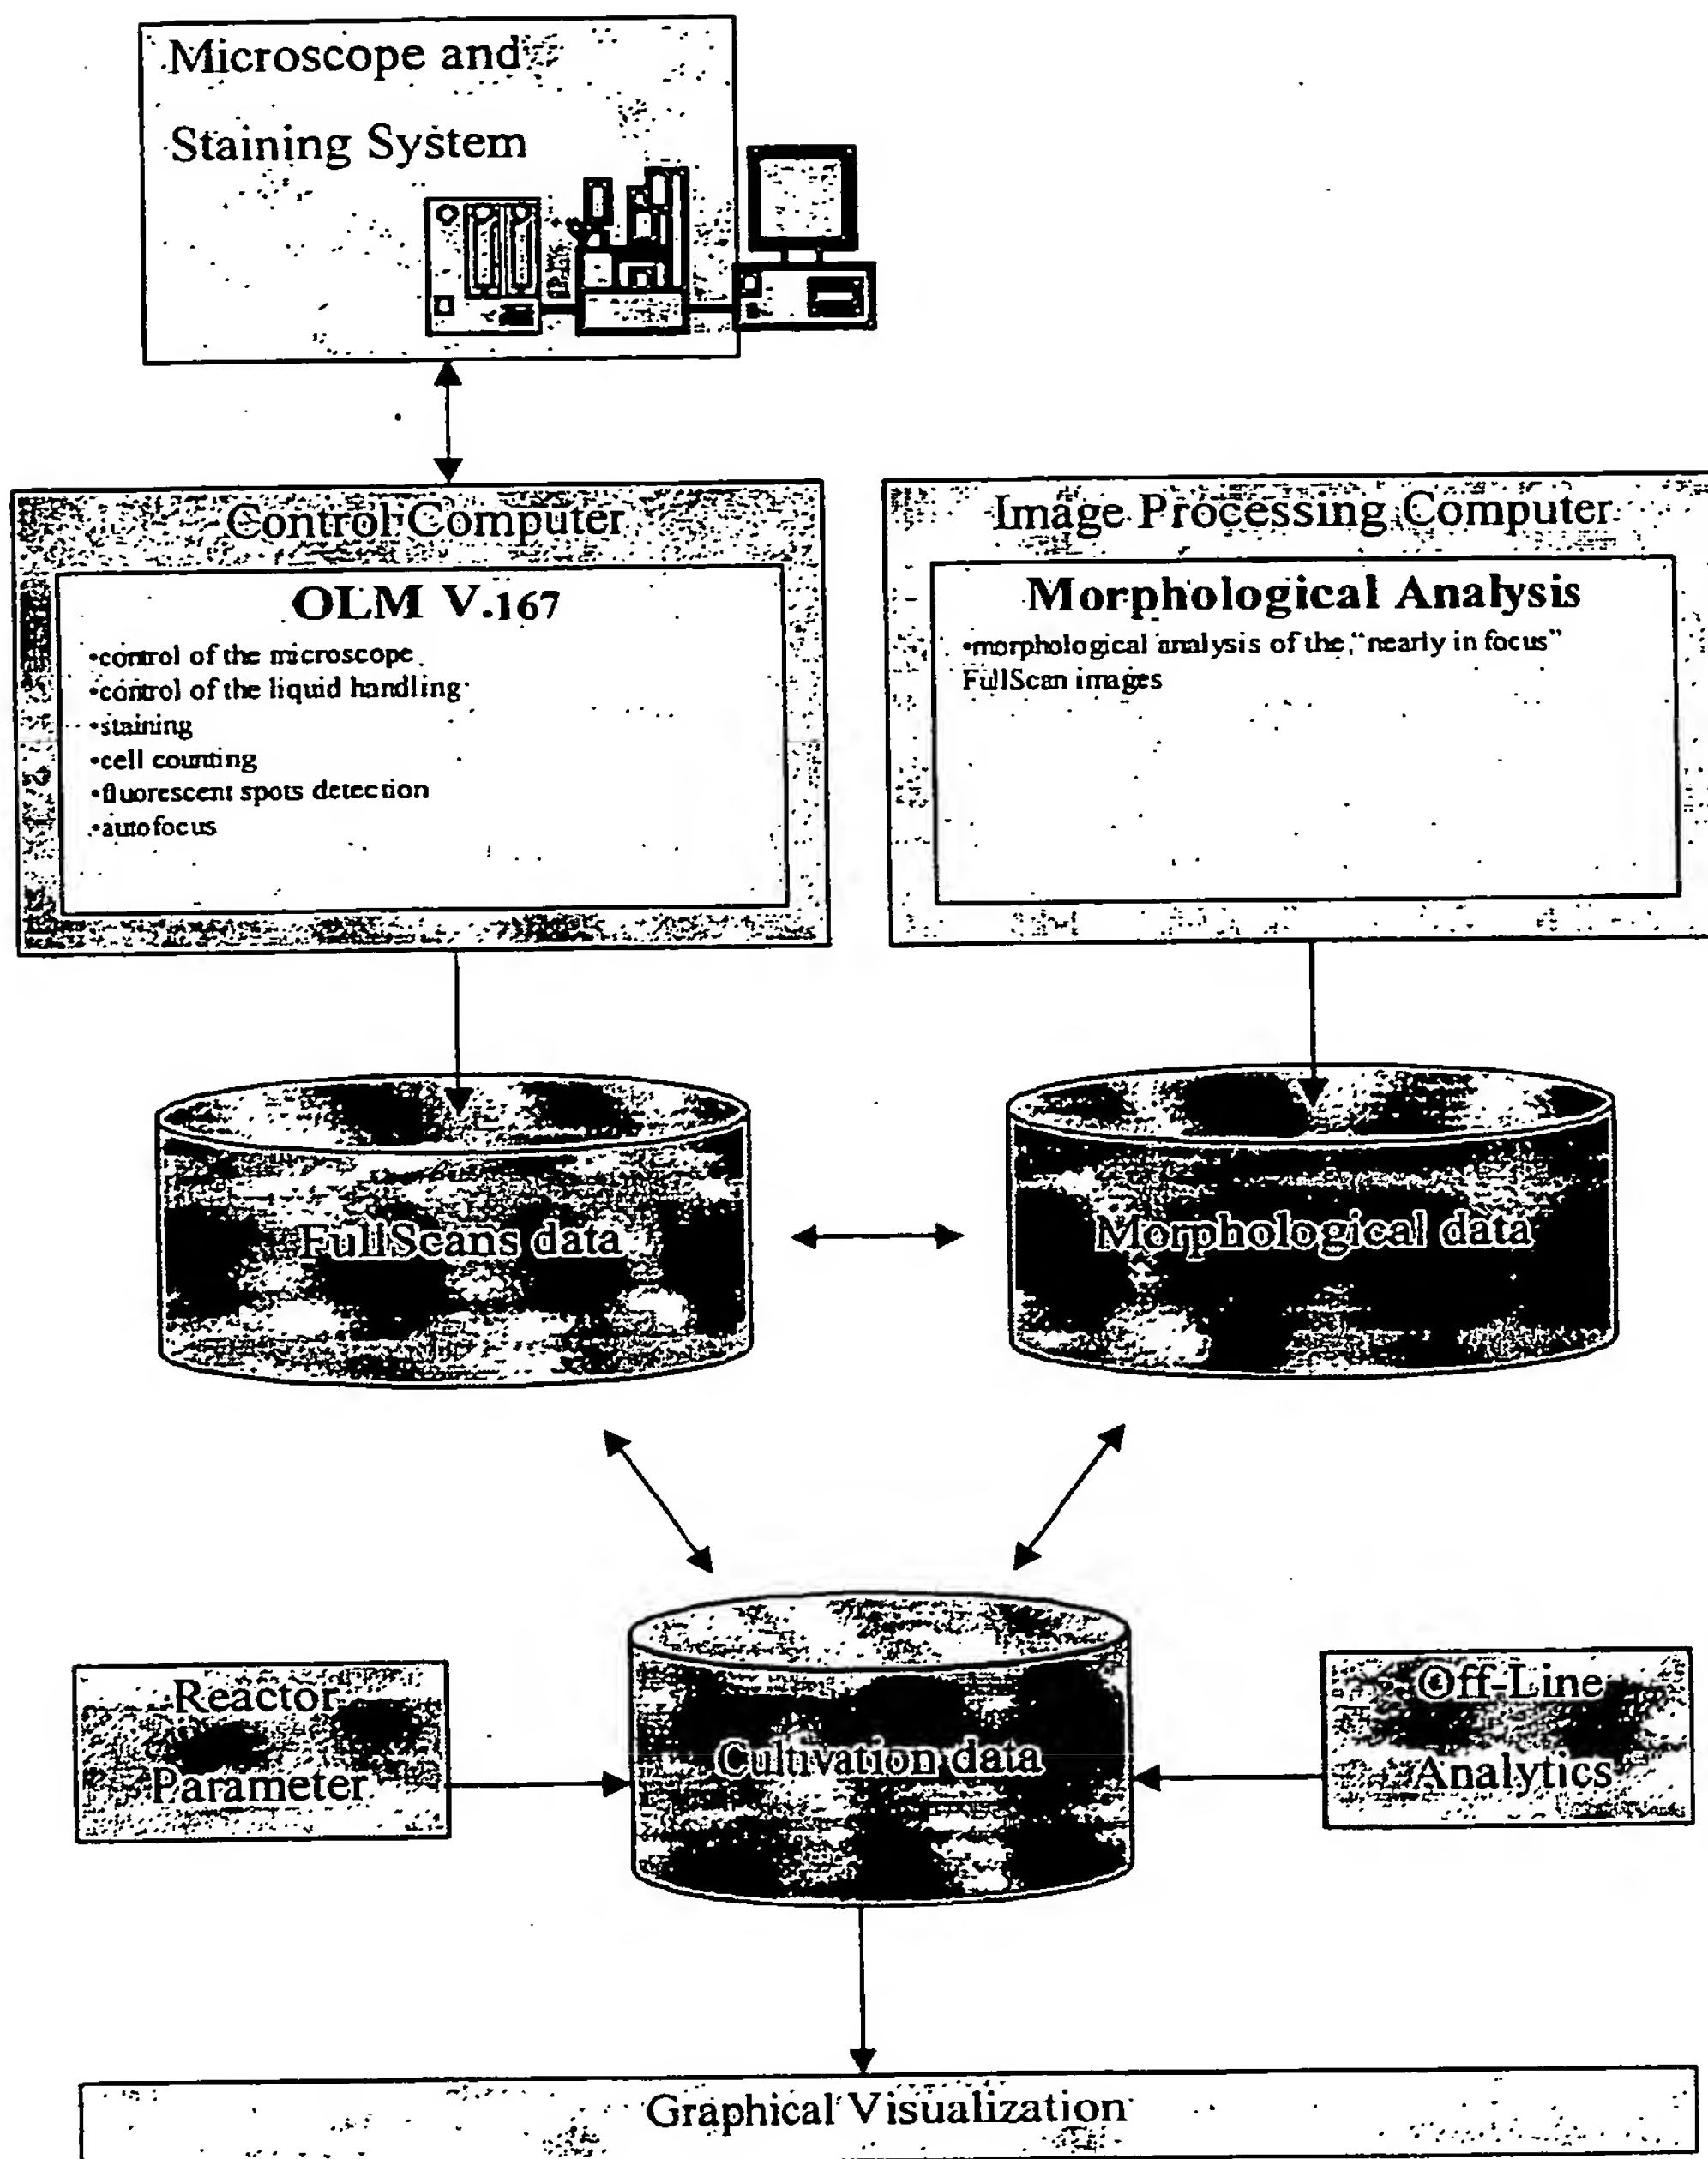 Microscope and
Staining System
Control Computer
OLM V.167
•control of the microscope
•control of the liquid handling
•staining
•cell counting
•fluorescent spots detection
•autofocus
Image Processing Computer
Morphological Analysis
•morphological analysis of the "nearly in focus"
FullScan images
FullScans data
Morphological data
Reactor
Parameter
Cultivation data
Off-Line
Analytics
Graphical Visualization